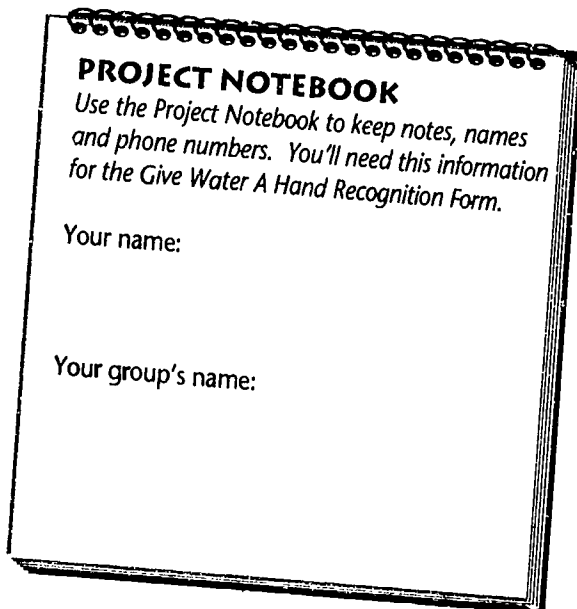 PROJECT NOTEBOOK
Use the Project Notebook to keep notes, names
and phone numbers. You'll need this information
for the Give Water A Hand Recognition Form.
Your name:
Your group's name: